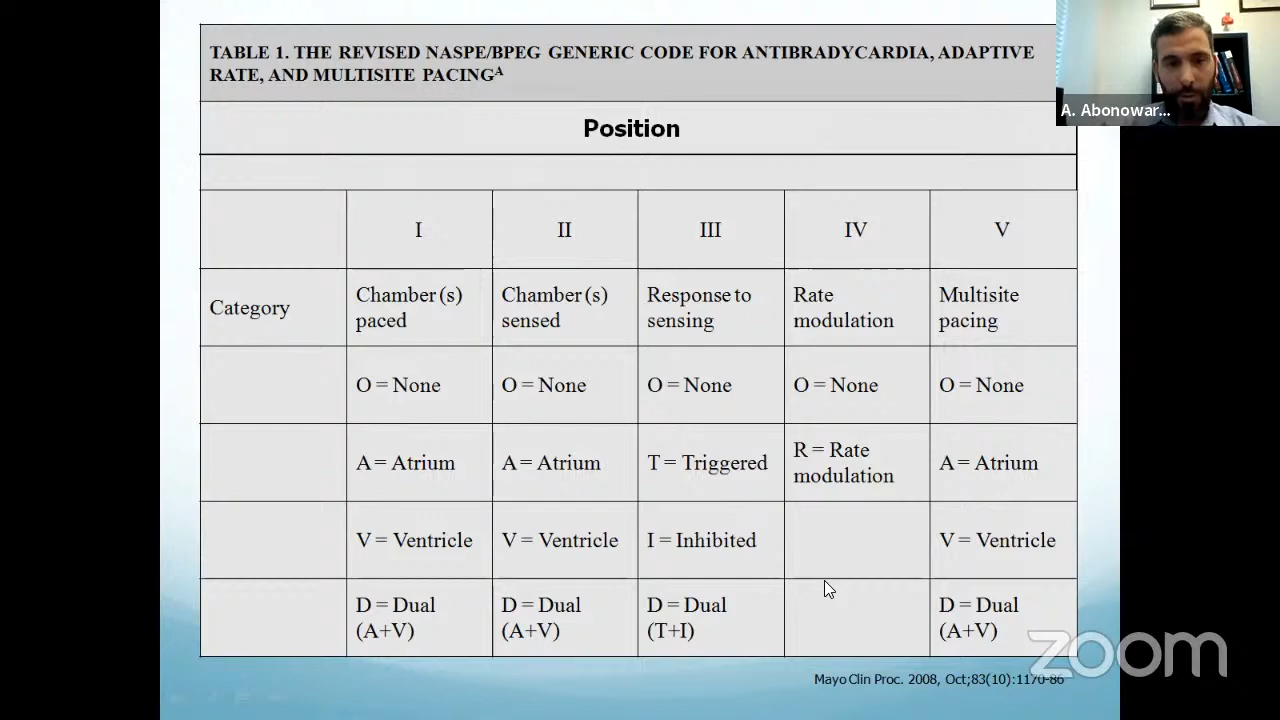 TABLE 1. THE REVISED NASPE/BPEG GENERIC CODE FOR ANTIBRADYCARDIA, ADAPTIVE
RATE, AND MULTISITE PACINGA
A. Abonowar...
Position
I II III IV V
Category
Chamber (s)
paced
Chamber (s)
sensed
Response to
sensing
Rate
modulation
Multisite
pacing
O = None O = None O = None O = None O = None
A = Atrium
A = Atrium
T = Triggered
R = Rate
modulation
A = Atrium
V = Ventricle V = Ventricle I = Inhibited V = Ventricle
D = Dual
(A+V)
D = Dual
(A+V)
D = Dual
(T+I)
D = Dual
(A+V)
zoom
Mayo Clin Proc. 2008, Oct;83(10):1170-86